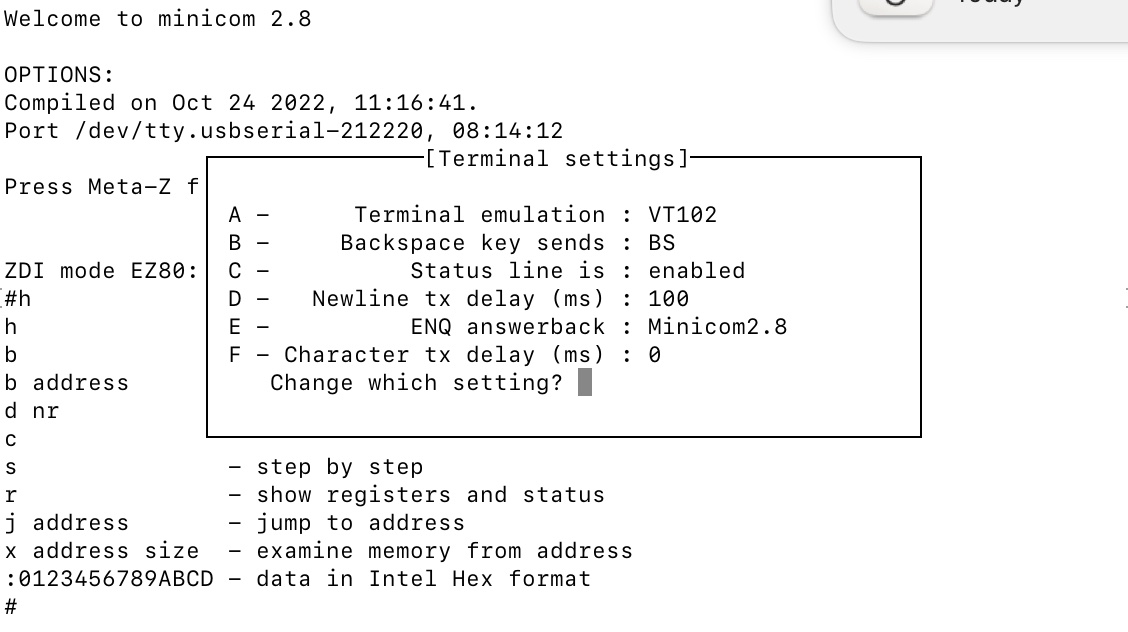 Welcome to minicom 2.8
OPTIONS:
Compiled on Oct 24 2022, 11:16:41.
Port /dev/tty.usbserial-212220, 08:14:12
[Terminal settings]
Press Meta-Z f
A - Terminal emulation : VT102
B - Backspace key sends : BS
ZDI mode EZ80:
C - Status line is : enabled
#h
D - Newline tx delay (ms) : 100
h
E - ENQ answerback : Minicom2.8
b
F - Character tx delay (ms) : 0
b address
Change which setting?
d nr
c
s - step by step
r - show registers and status
j address - jump to address
x address size - examine memory from address
:0123456789ABCD - data in Intel Hex format
#